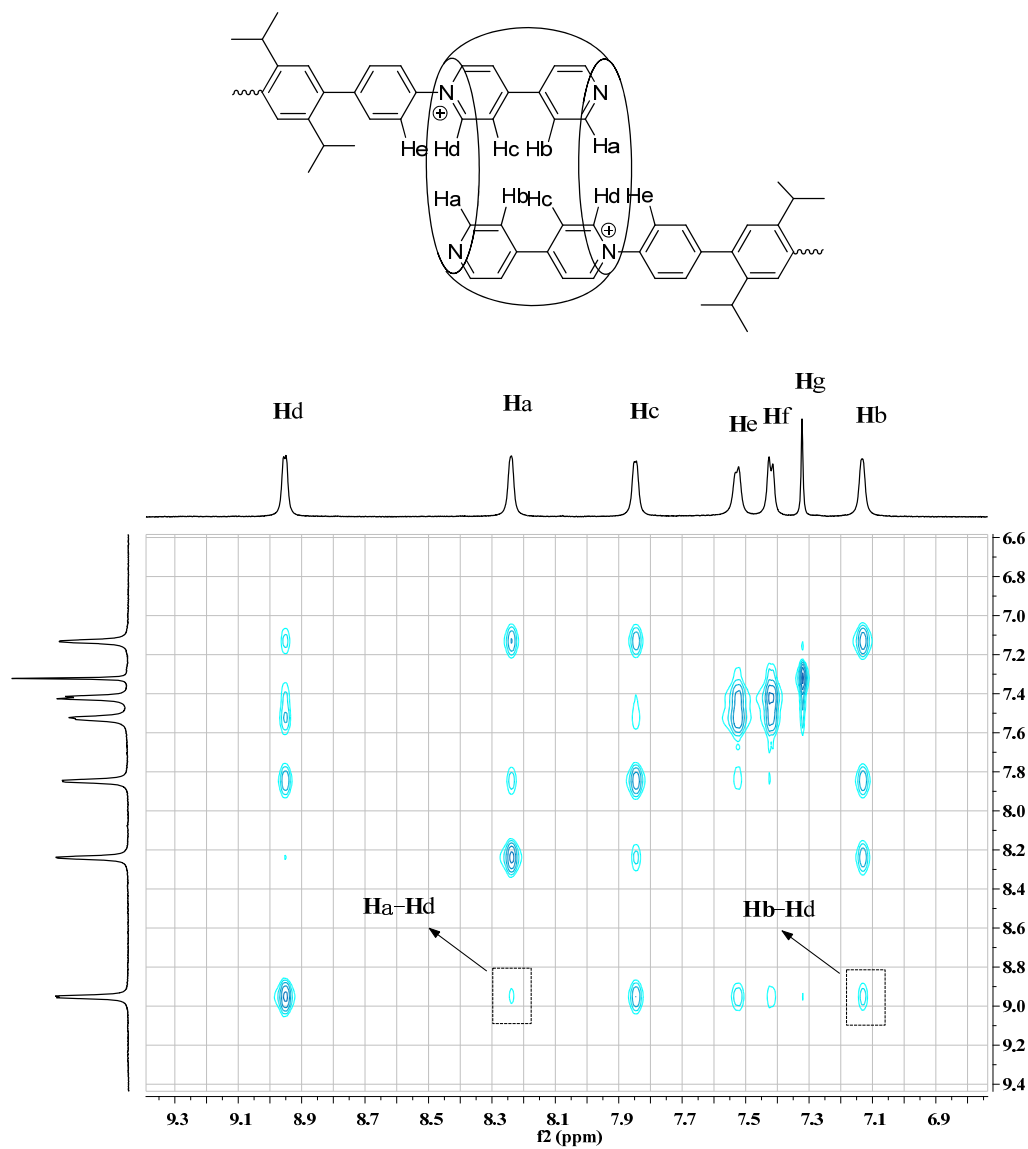 N
N
⊕
He Hd Hc Hb Ha
Ha Hb Hc Hd He
⊕
N
N
Hd Ha Hc He Hf Hg Hb
6.6
6.8
7.0
7.2
7.4
7.6
7.8
8.0
8.2
8.4
Ha–Hd Hb–Hd
8.6
8.8
9.0
9.2
9.4
9.3 9.1 8.9 8.7 8.5 8.3 8.1 7.9 7.7 7.5 7.3 7.1 6.9
f2 (ppm)